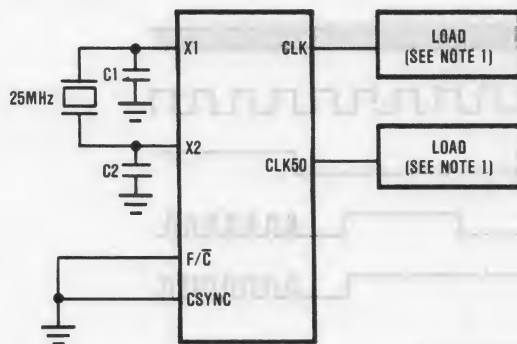 X1
CLK
LOAD
(SEE NOTE 1)
C1
25MHz
X2
CLK50
LOAD
(SEE NOTE 1)
C2
F/C̅
CSYNC